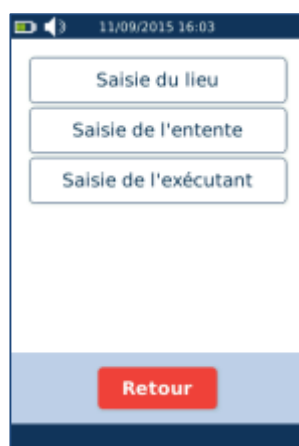 11/09/2015 16:03
Saisie du lieu
Saisie de l'entente
Saisie de l'exécutant
Retour